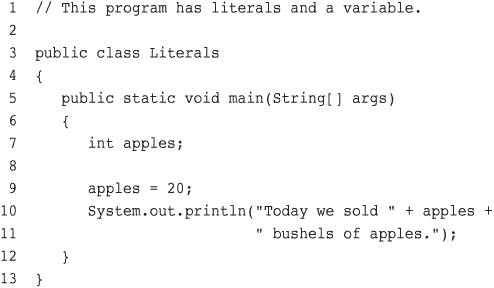 1 // This program has literals and a variable.
2
3 public class Literals
4 {
5    public static void main(String[] args)
6    {
7       int apples;
8
9       apples = 20;
10       System.out.println("Today we sold " + apples +
11                          " bushels of apples.");
12    }
13 }